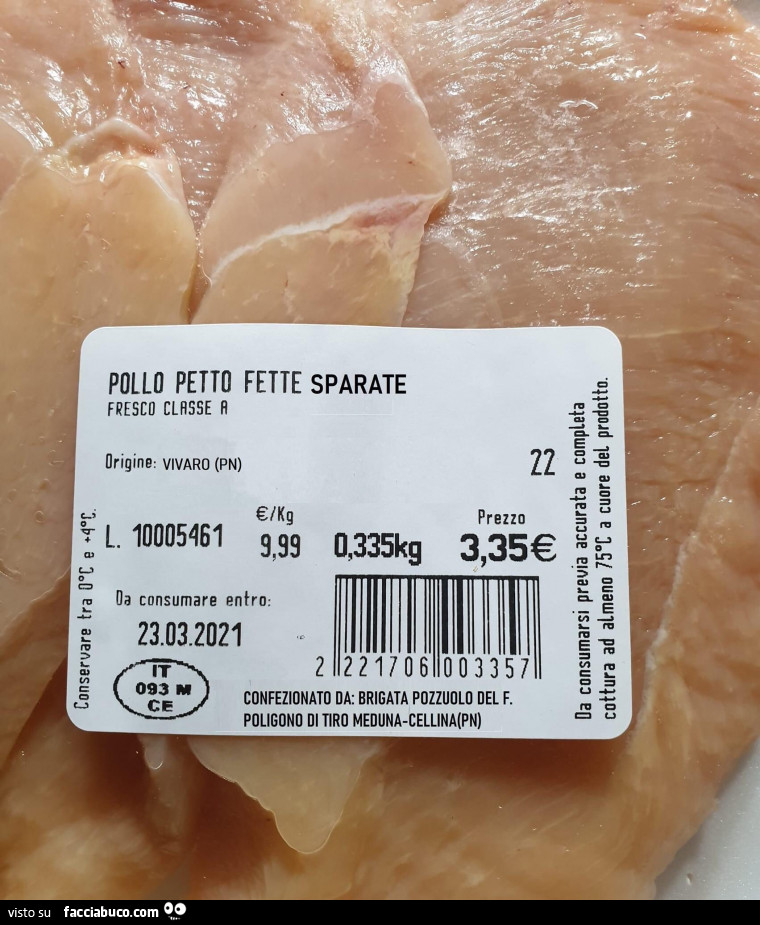 POLLO PETTO FETTE SPARATE
FRESCO CLASSE A
Origine: VIVARO (PN)
22
€/Kg
Prezzo
L. 10005461
9,99
0,335kg
3,35€
Da consumare entro:
23.03.2021
2 221706 003357
IT
093 M
CE
CONFEZIONATO DA: BRIGATA POZZUOLO DEL F.
POLIGONO DI TIRO MEDUNA-CELLINA(PN)
Conservare tra 0°C e +4°C.
Da consumarsi previa accurata e completa
cottura ad almeno 75°C a cuore del prodotto.
visto su facciabuco.com